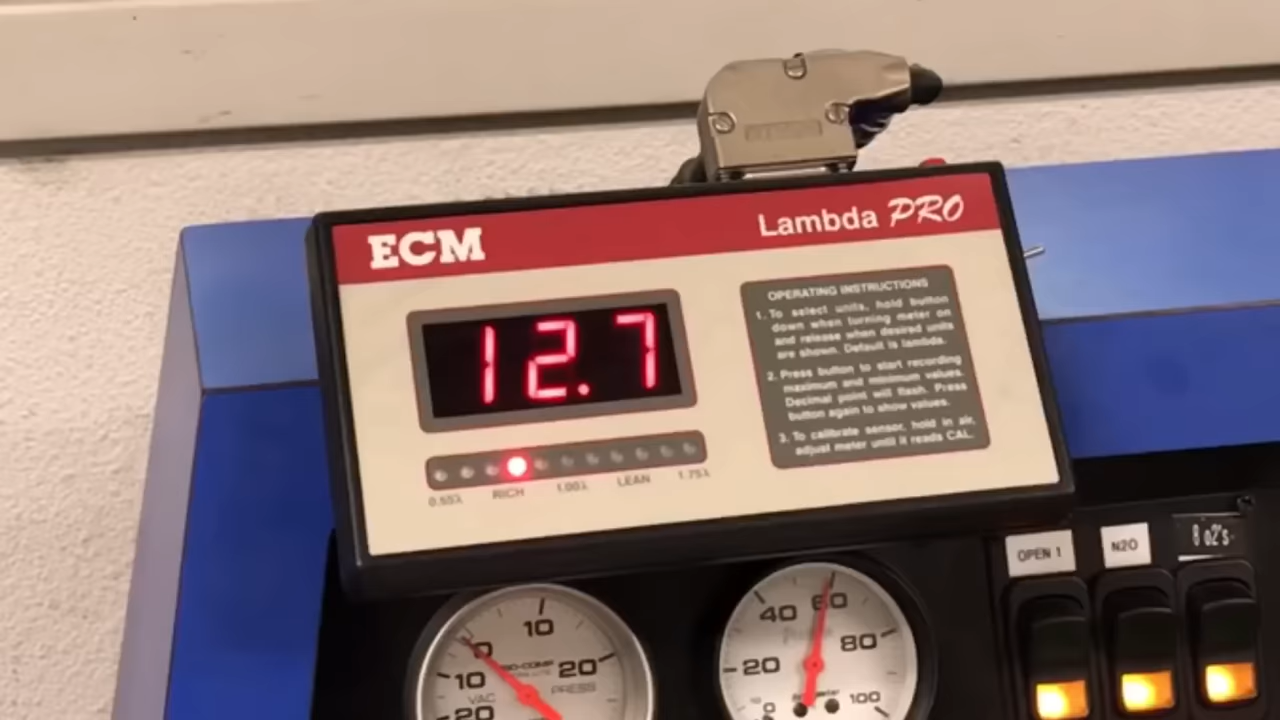 ECM
Lambda PRO
12.7
OPERATING INSTRUCTIONS
1. To select units, hold button
down when turning meter on
and release when desired units
are shown. Default is lambda.
2. Press button to start recording
maximum and minimum values.
Decimal point will flash. Press
button again to show values.
3. To calibrate sensor, hold in air,
adjust meter until it reads CAL.
RICH 1.00λ LEAN 1.75λ
OPEN 1
N2O
8 o2's
0 10
10 20
VAC PRESS
20
40 60
20 80
0 100